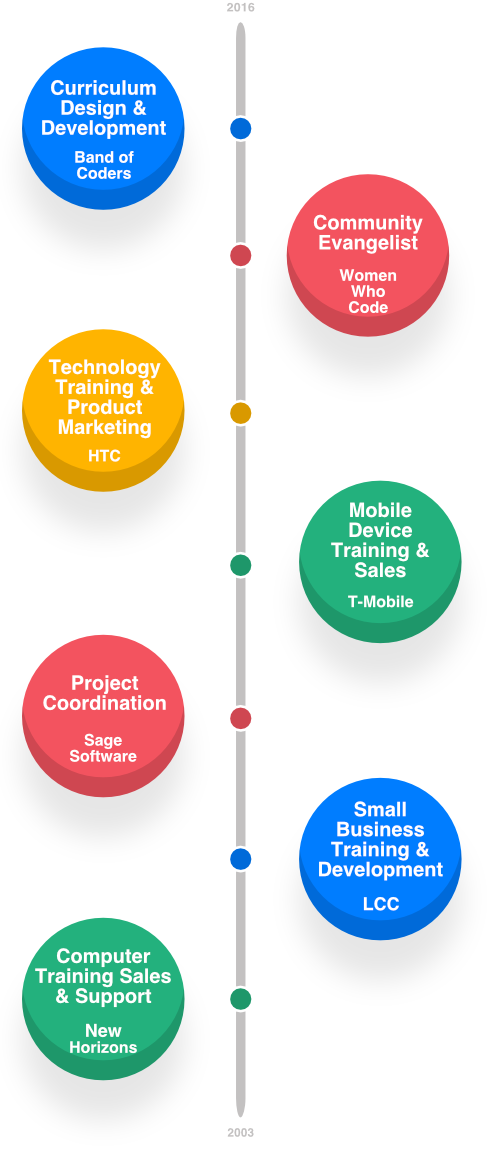 2016
Curriculum
Design &
Development
Band of
Coders
Community
Evangelist
Women
Who
Code
Technology
Training &
Product
Marketing
HTC
Mobile
Device
Training &
Sales
T-Mobile
Project
Coordination
Sage
Software
Small
Business
Training &
Development
LCC
Computer
Training Sales
& Support
New
Horizons
2003